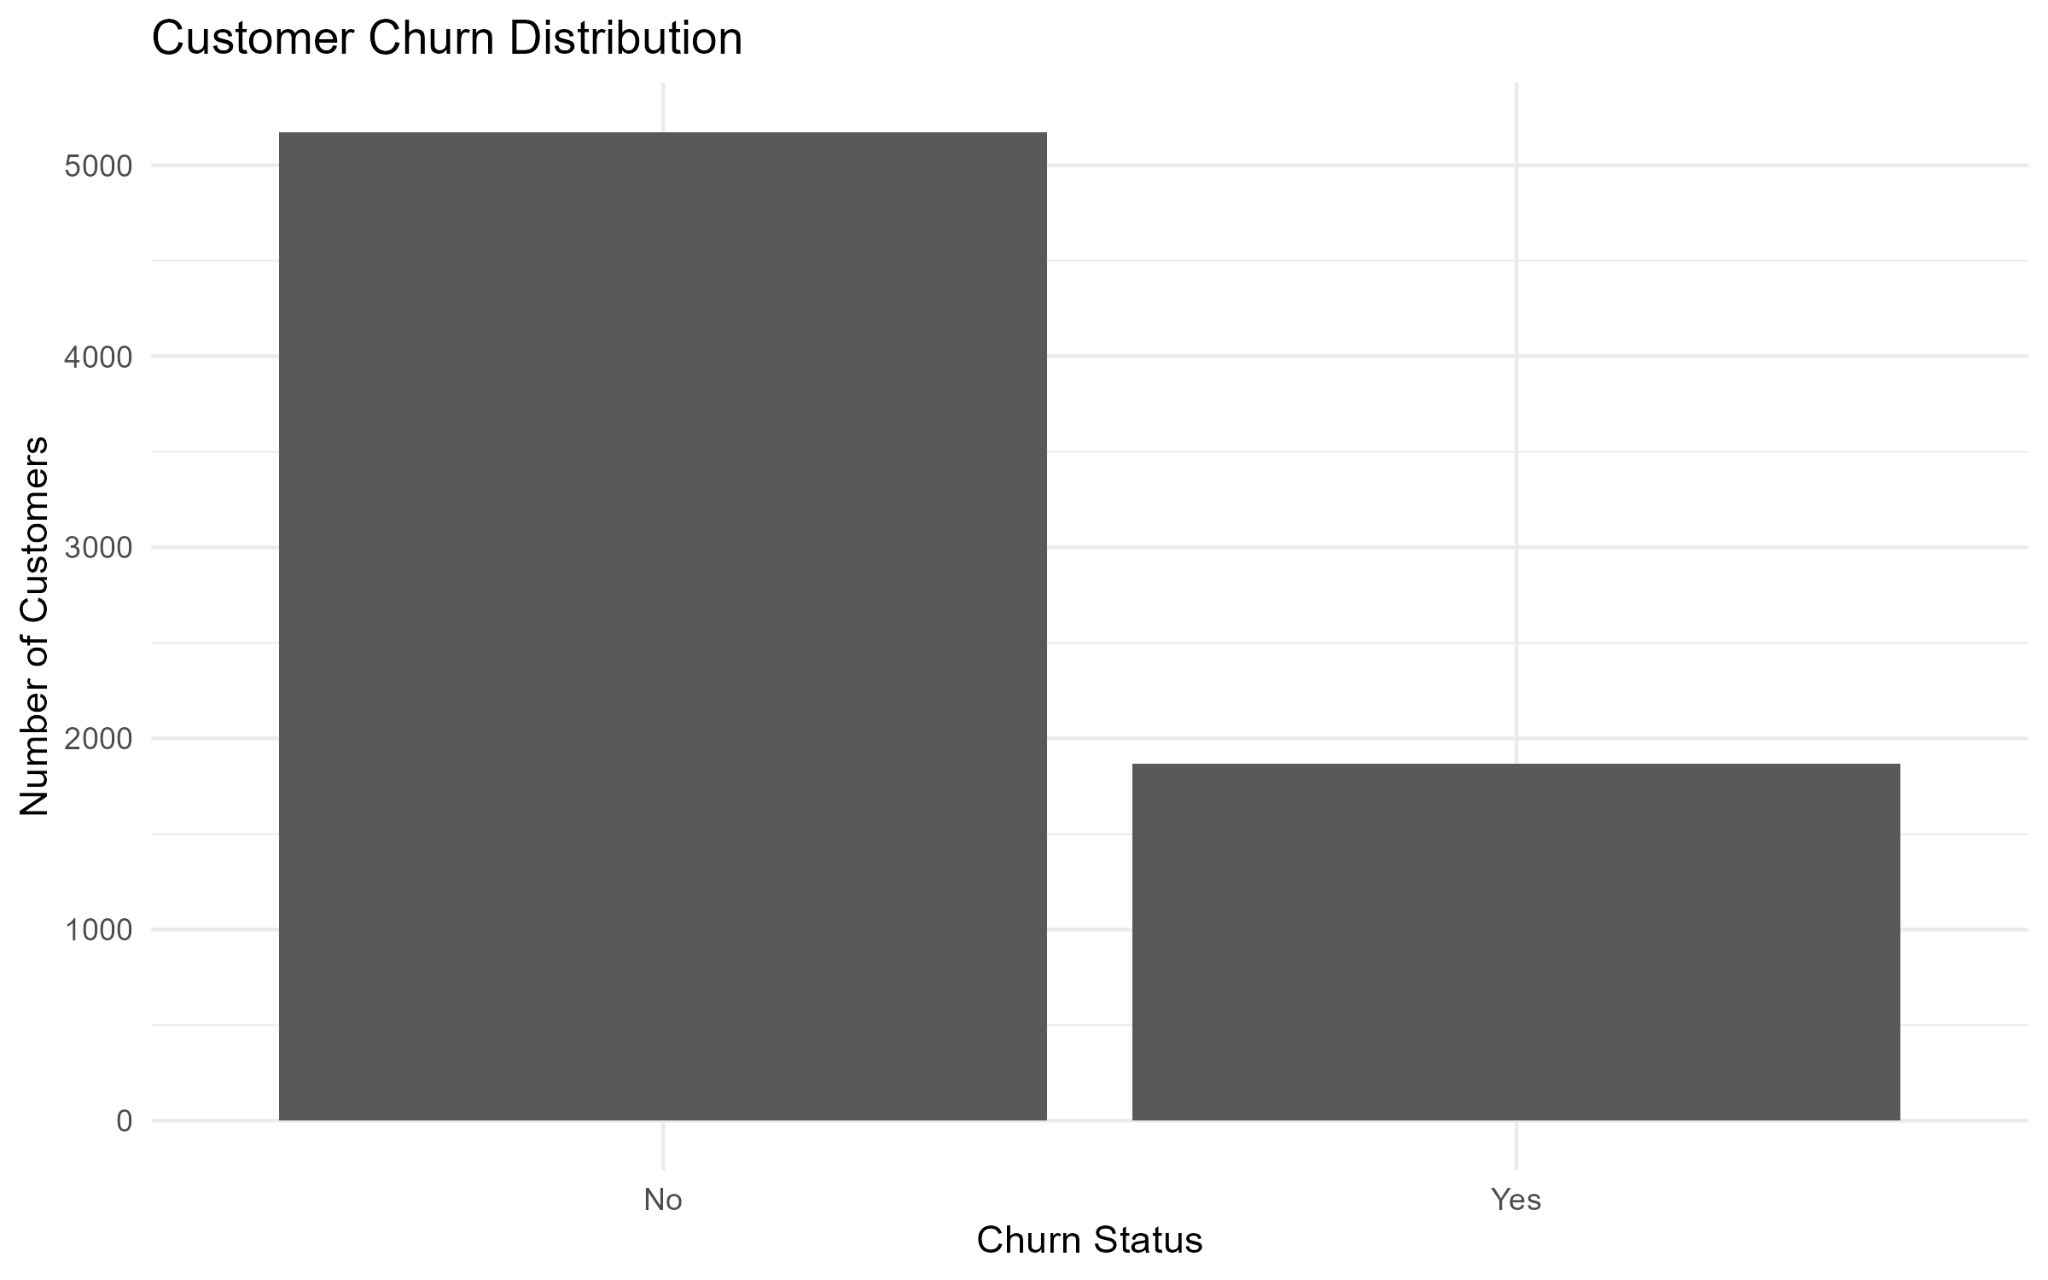 Customer Churn Distribution
5000
4000
3000
2000
1000
0
Number of Customers
No
Yes
Churn Status